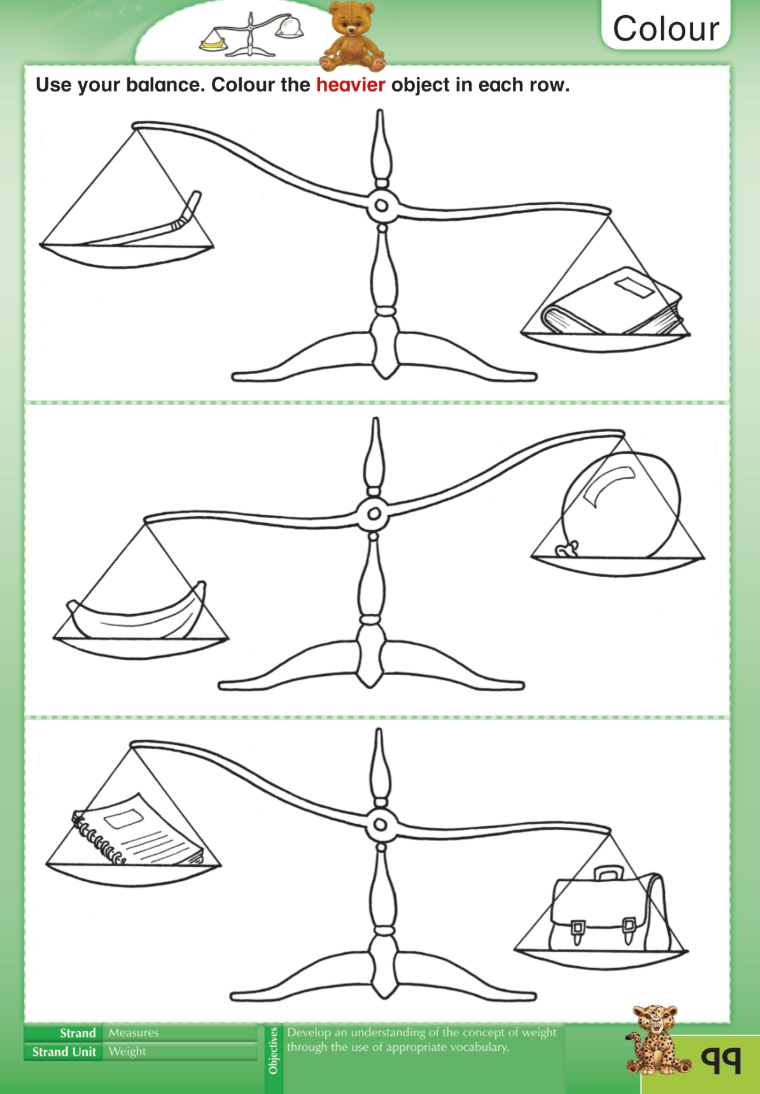 Colour
Use your balance. Colour the heavier object in each row.
Strand Measures
Strand Unit Weight
Objectives
Develop an understanding of the concept of weight
through the use of appropriate vocabulary.
99